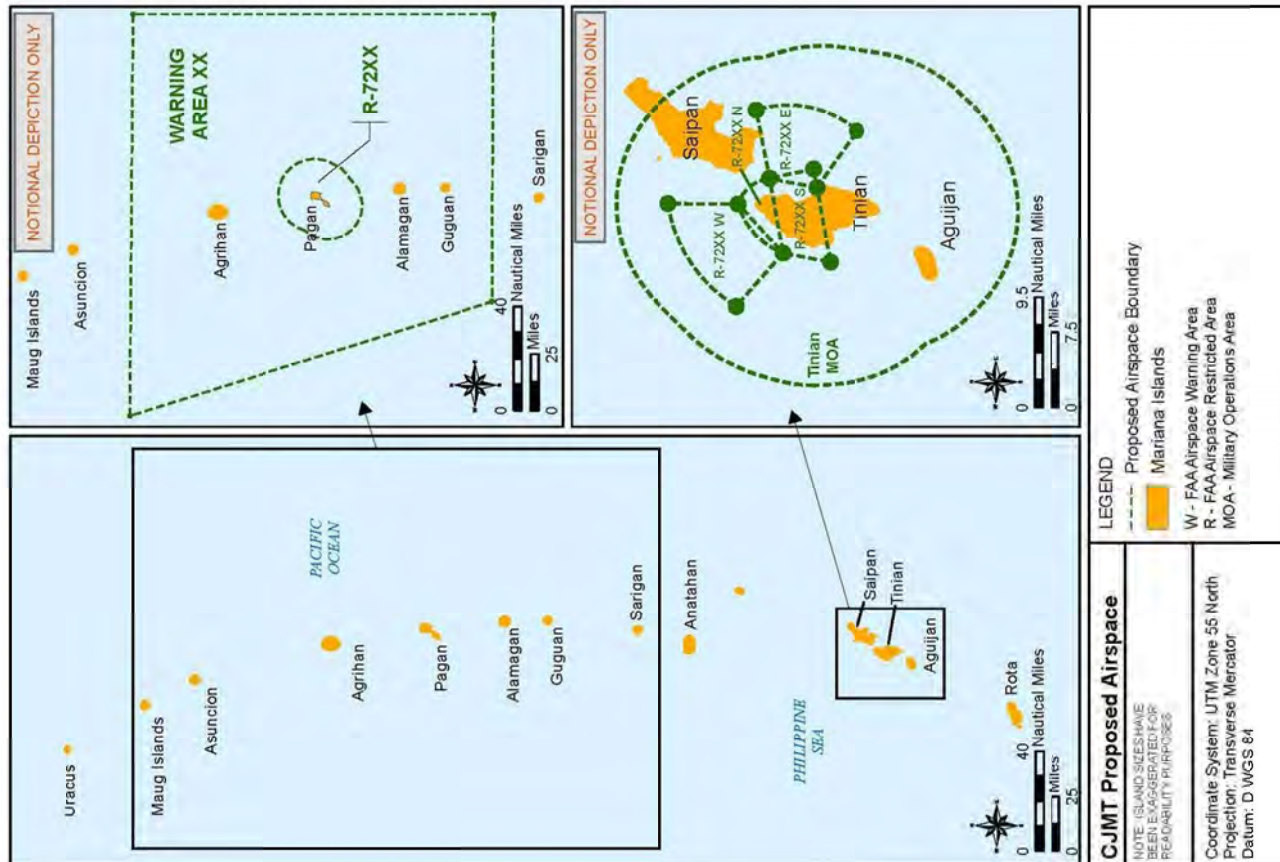 Uracus
Maug Islands
Asuncion
Agrihan
PACIFIC
OCEAN
Pagan
Alamagan
Guguan
Sarigan
Anatahan
PHILIPPINE
SEA
Saipan
Tinian
Aguijan
Rota
40
Nautical Miles
Miles
0
25
NOTIONAL DEPICTION ONLY
Maug Islands
Asuncion
WARNING
AREA XX
Agrihan
Pagan
R-72XX
Alamagan
Guguan
Sarigan
40
Nautical Miles
0
Miles
25
NOTIONAL DEPICTION ONLY
Saipan
R-72XX N
R-72XX E
R-72XX W
R-72XX S
Tinian
Tinian
MOA
Aguijan
9.5
Nautical Miles
0
Miles
0
7.5
CJMT Proposed Airspace
NOTE: ISLAND SIZES HAVE
BEEN EXAGGERATED FOR
READABILITY PURPOSES
Coordinate System: UTM Zone 55 North
Projection: Transverse Mercator
Datum: D WGS 84
LEGEND
Proposed Airspace Boundary
Mariana Islands
W - FAA Airspace Warning Area
R - FAA Airspace Restricted Area
MOA - Military Operations Area